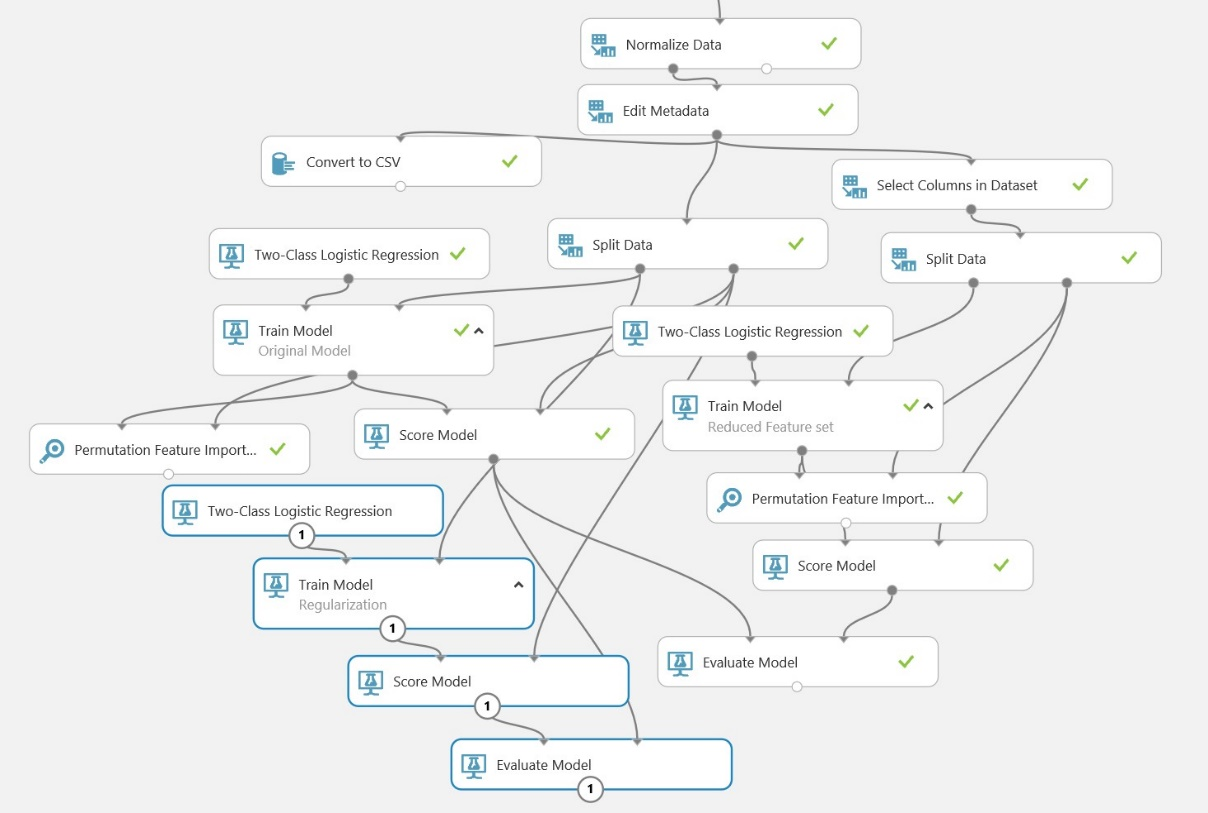 Normalize Data
Edit Metadata
Convert to CSV
Select Columns in Dataset
Split Data
Two-Class Logistic Regression
Split Data
Train Model
Original Model
Two-Class Logistic Regression
Train Model
Reduced Feature set
Score Model
Permutation Feature Import...
Permutation Feature Import...
Two-Class Logistic Regression
1
Score Model
Train Model
Regularization
1
Evaluate Model
Score Model
1
Evaluate Model
1